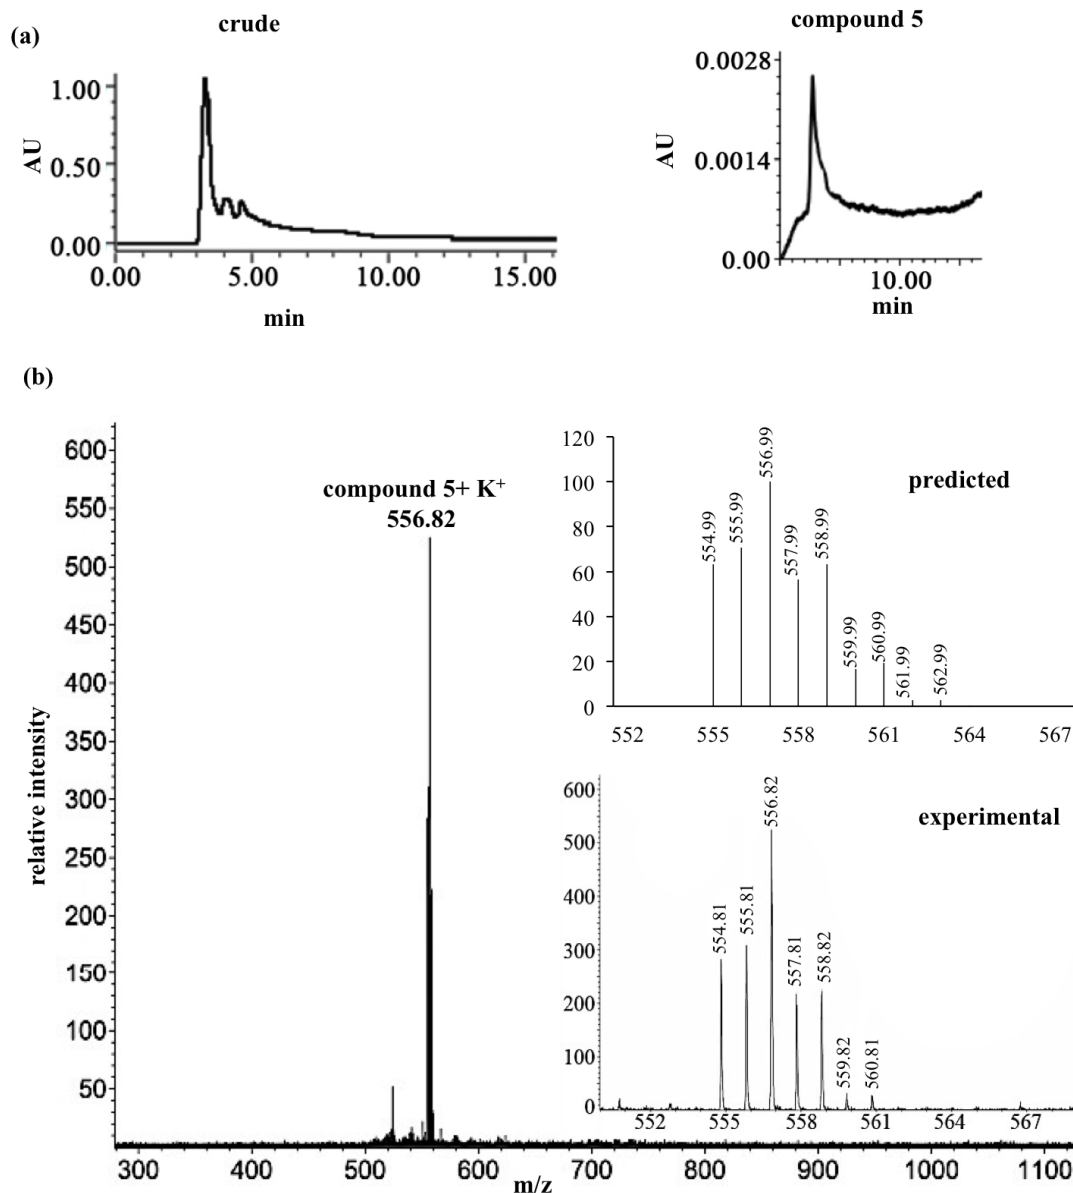 (a)
crude
AU
1.00
0.50
0.00
0.00 5.00 10.00 15.00
min
compound 5
AU
0.0028
0.0014
0.00
10.00
min
(b)
relative intensity
600
550
500
450
400
350
300
250
200
150
100
50
300 400 500 600 700 800 900 1000 1100
m/z
compound 5+ K⁺
556.82
predicted
120
100
80
60
40
20
0
554.99 555.99 556.99 557.99 558.99 559.99 560.99 561.99 562.99
552 555 558 561 564 567
experimental
600
500
400
300
200
100
0
554.81 555.81 556.82 557.81 558.82 559.82 560.81
552 555 558 561 564 567